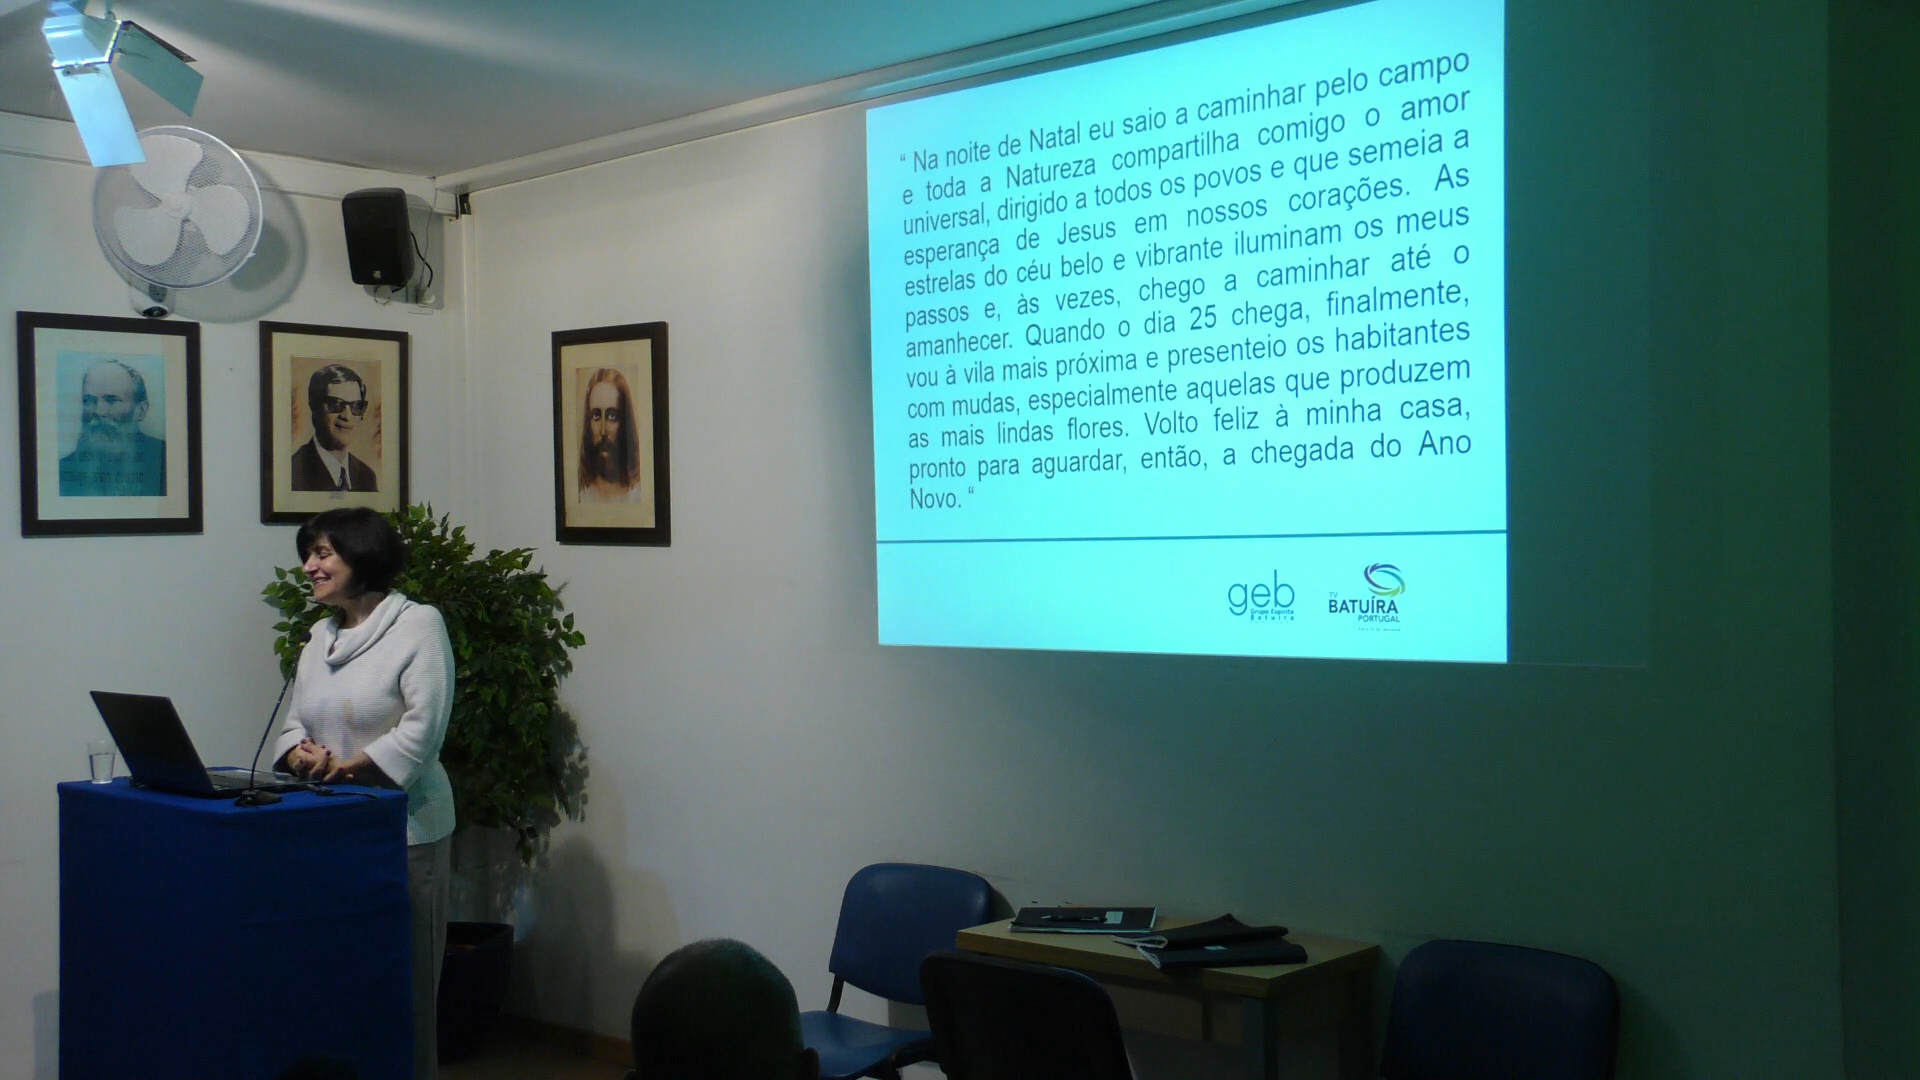 “ Na noite de Natal eu saio a caminhar pelo campo
e toda a Natureza compartilha comigo o amor
universal, dirigido a todos os povos e que semeia a
esperança de Jesus em nossos corações. As
estrelas do céu belo e vibrante iluminam os meus
passos e, às vezes, chego a caminhar até o
amanhecer. Quando o dia 25 chega, finalmente,
vou à vila mais próxima e presenteio os habitantes
com mudas, especialmente aquelas que produzem
as mais lindas flores. Volto feliz à minha casa,
pronto para aguardar, então, a chegada do Ano
Novo. “
geb
Grupo Espírita
Batuíra
TV
BATUÍRA
PORTUGAL